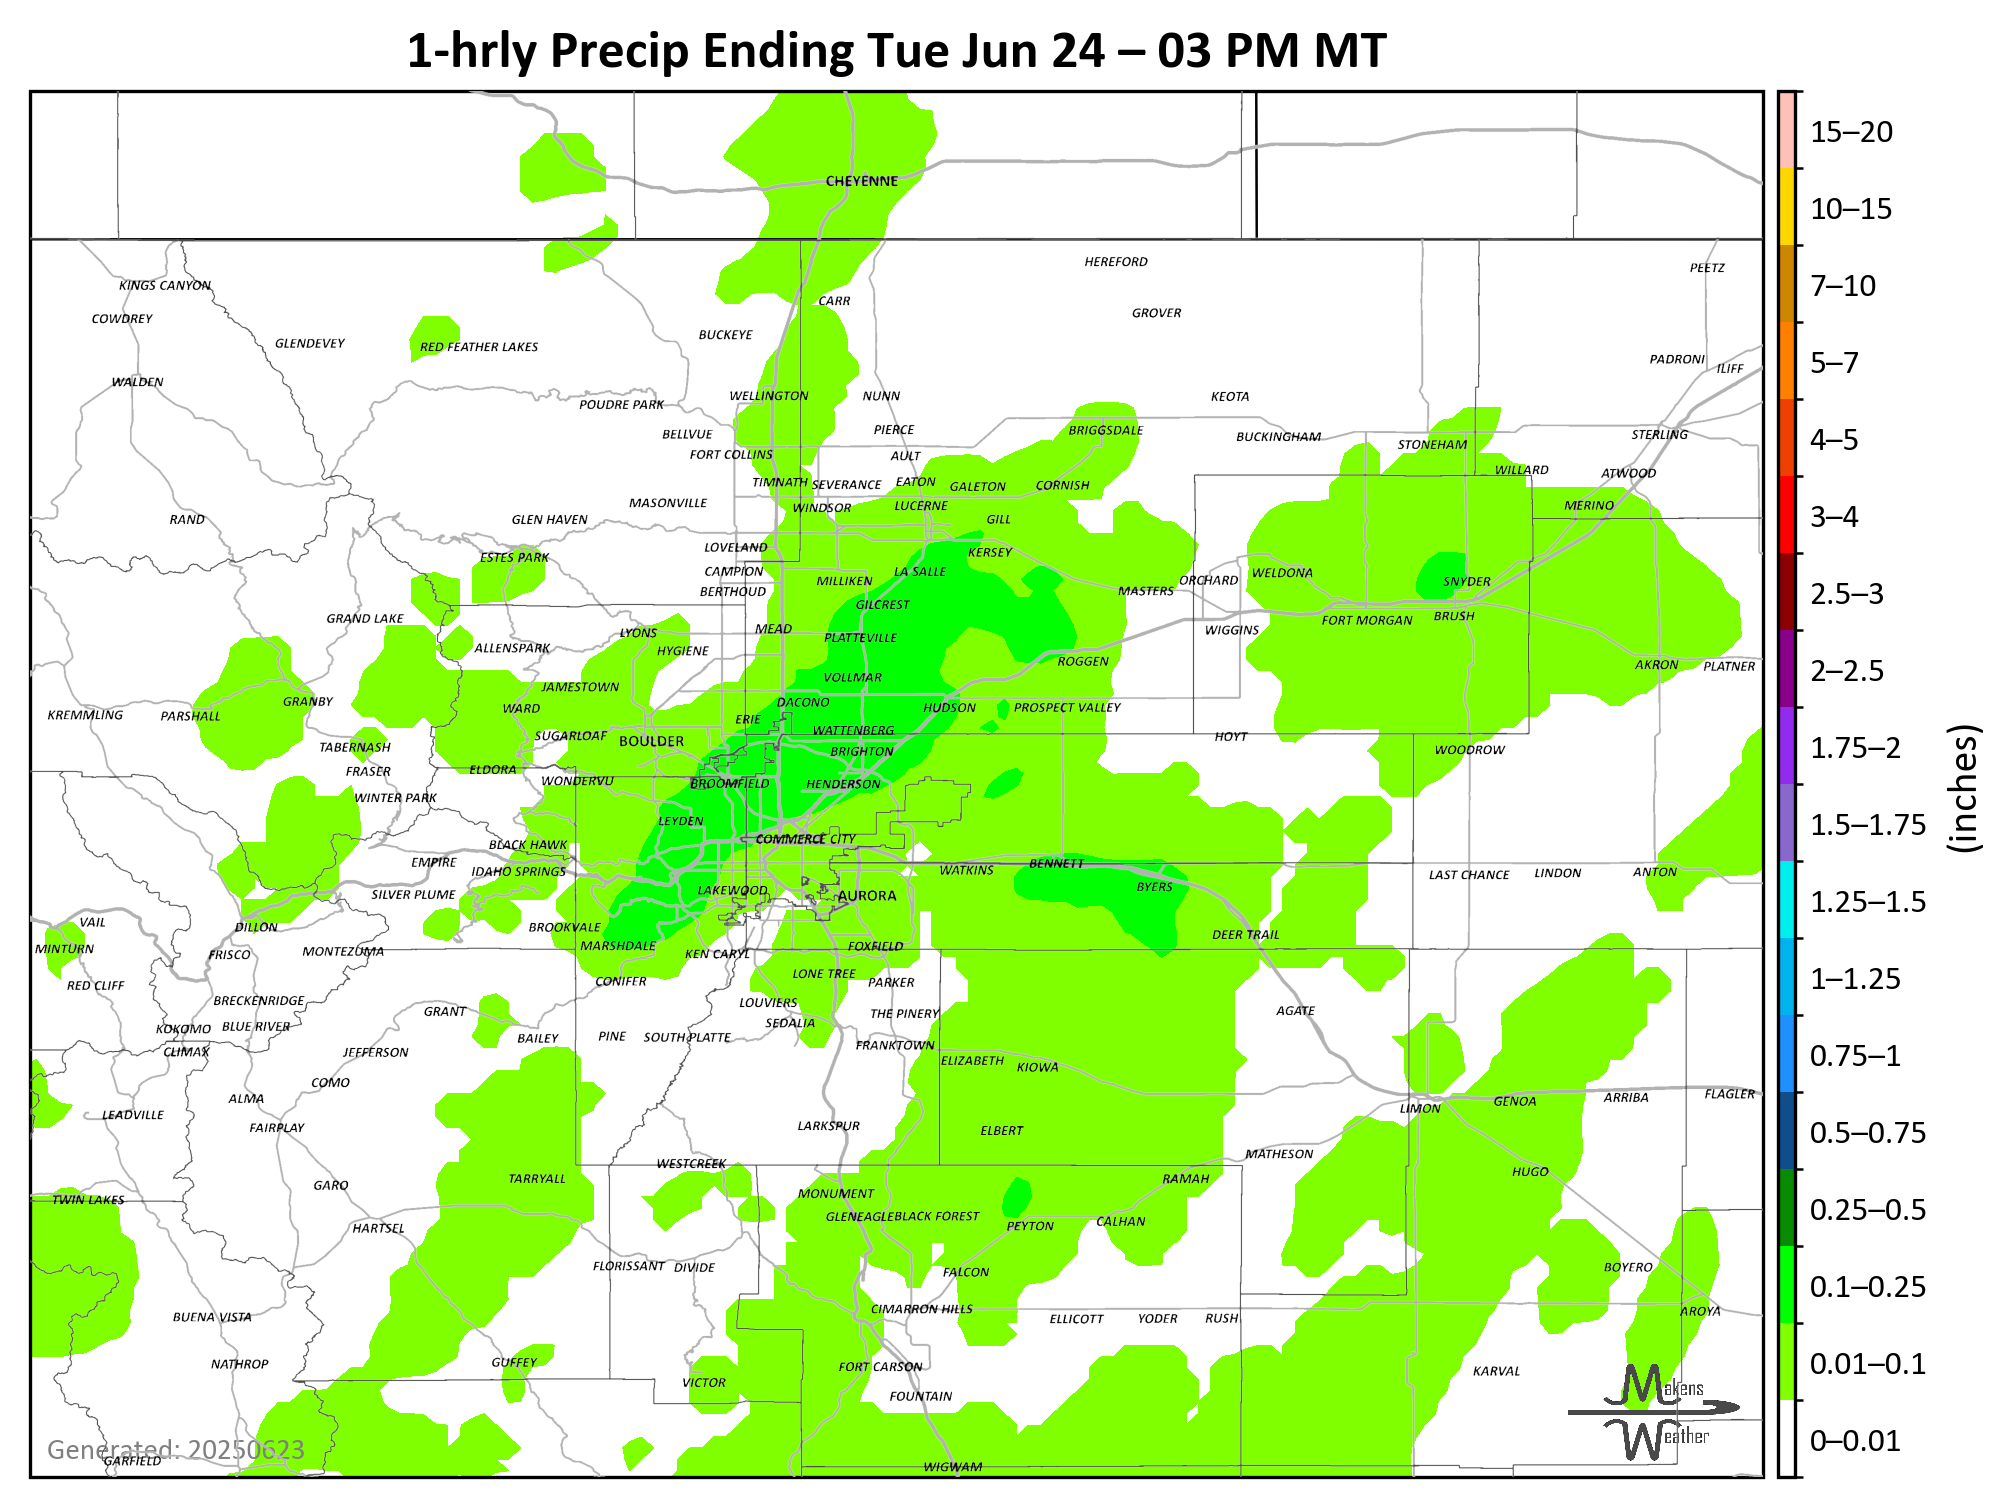 1-hrly Precip Ending Tue Jun 24 – 03 PM MT
CHEYENNE
15–20
10–15
7–10
5–7
4–5
3–4
2.5–3
2–2.5
1.75–2
1.5–1.75
1.25–1.5
1–1.25
0.75–1
0.5–0.75
0.25–0.5
0.1–0.25
0.01–0.1
0–0.01
(inches)
HEREFORD
PEETZ
KINGS CANYON
CARR
GROVER
COWDREY
BUCKEYE
GLENDEVEY
RED FEATHER LAKES
PADRONI
ILIFF
WALDEN
WELLINGTON
NUNN
KEOTA
POUDRE PARK
BELLVUE
PIERCE
BRIGGSDALE
BUCKINGHAM
STONEHAM
STERLING
FORT COLLINS
AULT
WILLARD
ATWOOD
TIMNATH
SEVERANCE
EATON
GALETON
CORNISH
MASONVILLE
WINDSOR
LUCERNE
MERINO
RAND
GLEN HAVEN
GILL
ESTES PARK
LOVELAND
KERSEY
CAMPION
MILLIKEN
LA SALLE
ORCHARD
WELDONA
SNYDER
BERTHOUD
MASTERS
GILCREST
GRAND LAKE
FORT MORGAN
BRUSH
LYONS
MEAD
PLATTEVILLE
WIGGINS
ALLENSPARK
HYGIENE
ROGGEN
AKRON
PLATNER
JAMESTOWN
VOLLMAR
GRANBY
DACONO
HUDSON
PROSPECT VALLEY
KREMMLING
PARSHALL
WARD
ERIE
SUGARLOAF
BOULDER
WATTENBERG
HOYT
TABERNASH
BRIGHTON
WOODROW
FRASER
ELDORA
WONDERVU
BROOMFIELD
HENDERSON
WINTER PARK
LEYDEN
BLACK HAWK
COMMERCE CITY
EMPIRE
IDAHO SPRINGS
WATKINS
BENNETT
LAST CHANCE
LINDON
ANTON
SILVER PLUME
LAKEWOOD
AURORA
BYERS
VAIL
DILLON
BROOKVALE
DEER TRAIL
MINTURN
FRISCO
MONTEZUMA
MARSHDALE
KEN CARYL
FOXFIELD
RED CLIFF
CONIFER
LONE TREE
PARKER
BRECKENRIDGE
GRANT
LOUVIERS
THE PINERY
AGATE
KOKOMO
BLUE RIVER
BAILEY
PINE
SOUTH PLATTE
SEDALIA
CLIMAX
JEFFERSON
FRANKTOWN
ELIZABETH
KIOWA
COMO
ALMA
LIMON
GENOA
ARRIBA
FLAGLER
LEADVILLE
FAIRPLAY
LARKSPUR
ELBERT
WESTCREEK
MATHESON
HUGO
GARO
TARRYALL
MONUMENT
RAMAH
TWIN LAKES
HARTSEL
GLENEAGLE
BLACK FOREST
PEYTON
CALHAN
FLORISSANT
DIVIDE
FALCON
BOYERO
BUENA VISTA
CIMARRON HILLS
ELLICOTT
YODER
RUSH
AROYA
NATHROP
GUFFEY
FORT CARSON
KARVAL
VICTOR
FOUNTAIN
Makens
Weather
Generated: 20250623
GARFIELD
WIGWAM